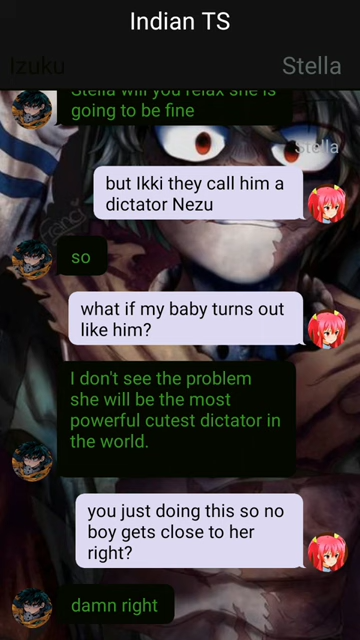 Indian TS
Izuku
Stella
Stella will you relax she is
going to be fine
Stella
but Ikki they call him a
dictator Nezu
so
what if my baby turns out
like him?
I don't see the problem
she will be the most
powerful cutest dictator in
the world.
you just doing this so no
boy gets close to her
right?
damn right